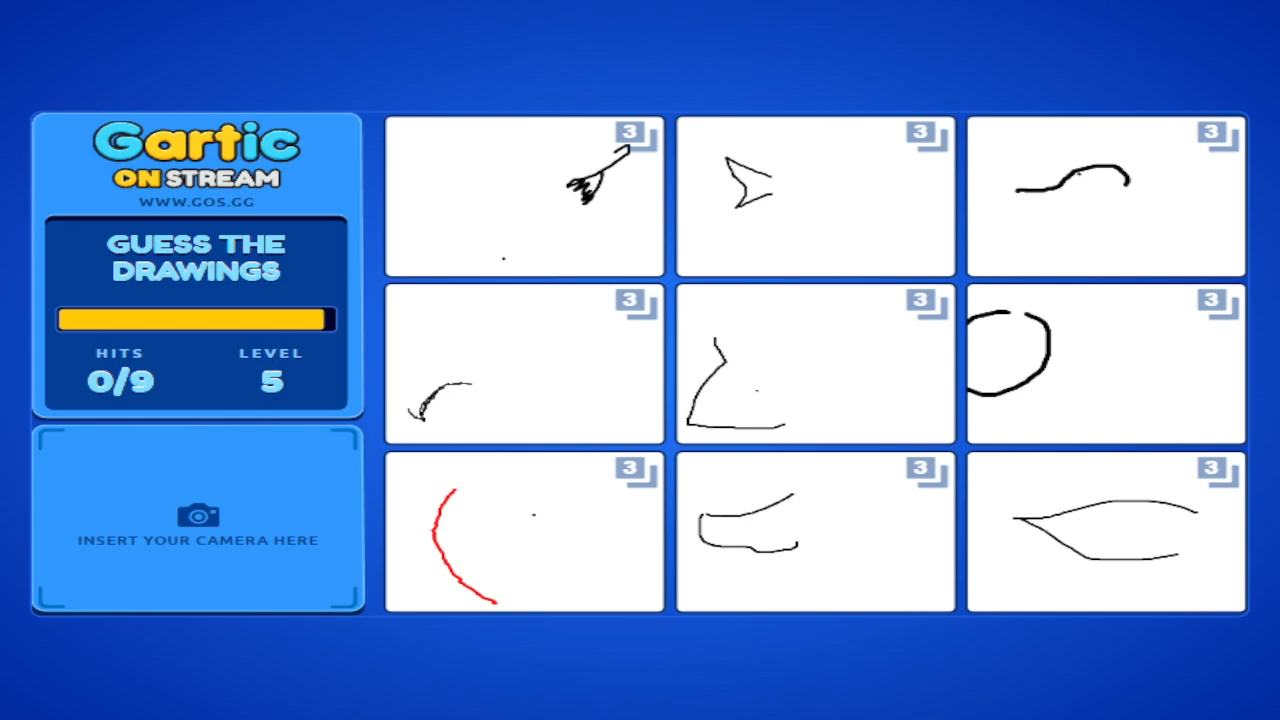 Gartic
ON STREAM
WWW.GOS.GG
GUESS THE
DRAWINGS
HITS
LEVEL
0/9
5
INSERT YOUR CAMERA HERE
3
3
3
3
3
3
3
3
3